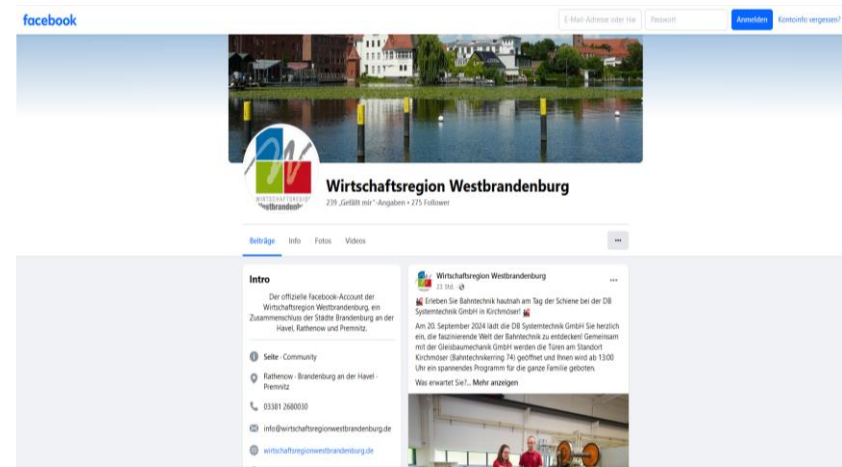 facebook
E-Mail-Adresse oder Han
Passwort
Anmelden
Kontoinfo vergessen?
WIRTSCHAFTSREGION
Westbrandenburg
Wirtschaftsregion Westbrandenburg
239 „Gefällt mir“-Angaben • 275 Follower
Beiträge Info Fotos Videos
Intro
Der offizielle Facebook-Account der
Wirtschaftsregion Westbrandenburg, ein
Zusammenschluss der Städte Brandenburg an der
Havel, Rathenow und Premnitz.
Seite · Community
Rathenow - Brandenburg an der Havel -
Premnitz
03381 2680030
info@wirtschaftsregionwestbrandenburg.de
wirtschaftsregionwestbrandenburg.de
Wirtschaftsregion Westbrandenburg
23 Std. ·
Erleben Sie Bahntechnik hautnah am Tag der Schiene bei der DB
Systemtechnik GmbH in Kirchmöser!
Am 20. September 2024 lädt die DB Systemtechnik GmbH Sie herzlich
ein, die faszinierende Welt der Bahntechnik zu entdecken! Gemeinsam
mit der Gleisbaumechanik GmbH werden die Türen am Standort
Kirchmöser (Bahntechnikerring 74) geöffnet und Ihnen wird ab 13:00
Uhr ein spannendes Programm für die ganze Familie geboten.
Was erwartet Sie?... Mehr anzeigen